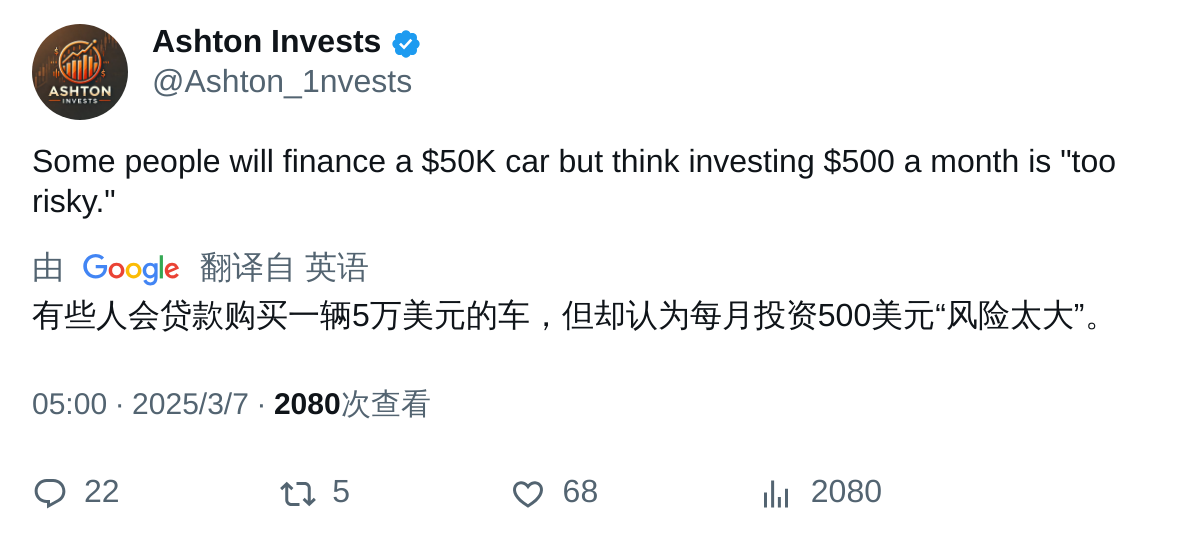 Ashton Invests
@Ashton_1nvests
ASHTON
INVESTS
Some people will finance a $50K car but think investing $500 a month is "too
risky."
由 Google 翻译自 英语
有些人会贷款购买一辆5万美元的车，但却认为每月投资500美元“风险太大”。
05:00 · 2025/3/7 · 2080次查看
22 5 68 2080